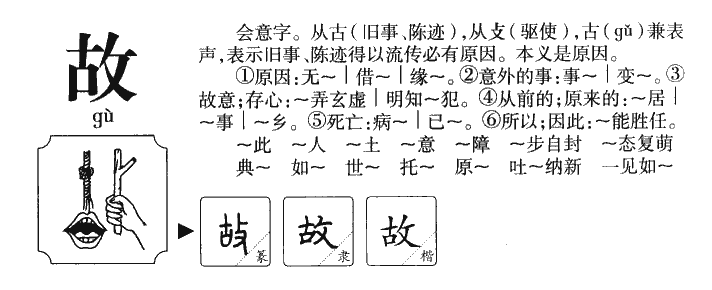 故
gù
会意字。从古(旧事、陈迹),从攴(驱使),古(gǔ)兼表
声,表示旧事、陈迹得以流传必有原因。本义是原因。
①原因:无～｜借～｜缘～。②意外的事:事～｜变～。③
故意;存心:～弄玄虚｜明知～犯。④从前的;原来的:～居｜
～事｜～乡。⑤死亡:病～｜已～。⑥所以;因此:～能胜任。
～此 ～人 ～土 ～意 ～障 ～步自封 ～态复萌
典～ 如～ 世～ 托～ 原～ 吐～纳新 一见如～
故 篆
故 隶
故 楷